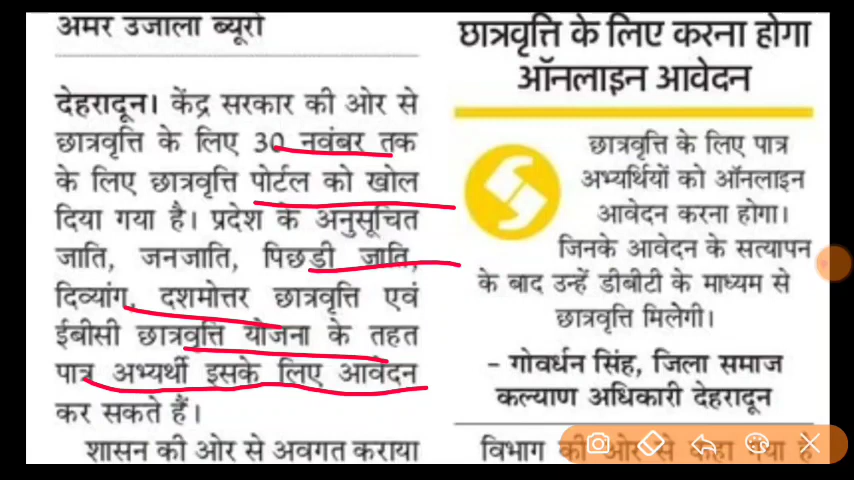 अमर उजाला ब्यूरो
देहरादून। केंद्र सरकार की ओर से
छात्रवृत्ति के लिए 30 नवंबर तक
के लिए छात्रवृत्ति पोर्टल को खोल
दिया गया है। प्रदेश के अनुसूचित
जाति, जनजाति, पिछड़ी जाति,
दिव्यांग, दशमोत्तर छात्रवृत्ति एवं
ईबीसी छात्रवृत्ति योजना के तहत
पात्र अभ्यर्थी इसके लिए आवेदन
कर सकते हैं।
शासन की ओर से अवगत कराया
छात्रवृत्ति के लिए करना होगा
ऑनलाइन आवेदन
छात्रवृत्ति के लिए पात्र
अभ्यर्थियों को ऑनलाइन
आवेदन करना होगा।
जिनके आवेदन के सत्यापन
के बाद उन्हें डीबीटी के माध्यम से
छात्रवृत्ति मिलेगी।
- गोवर्धन सिंह, जिला समाज
कल्याण अधिकारी देहरादून
विभाग की ओर से कहा गया है